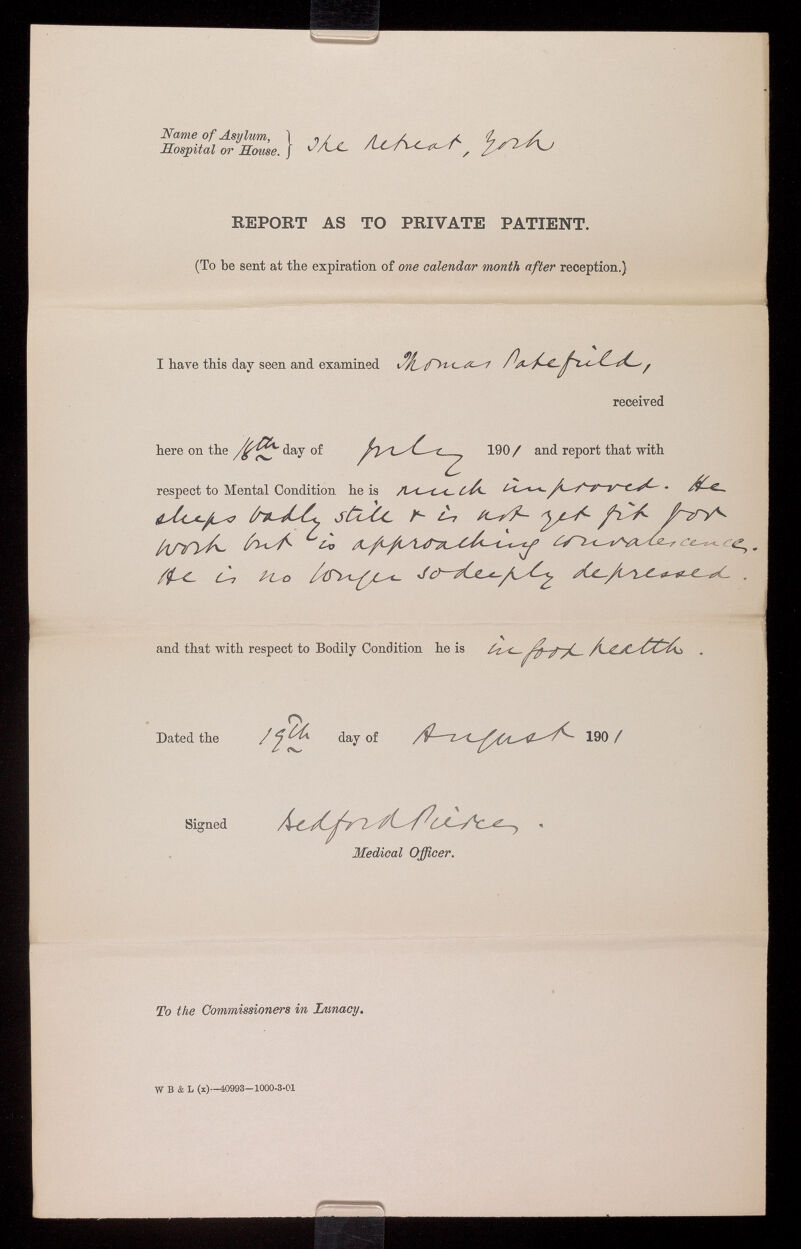 Name of Asylum, } The Retreat, York
Hospital or House.
REPORT AS TO PRIVATE PATIENT.
(To be sent at the expiration of one calendar month after reception.)
I have this day seen and examined Thomas Patefield,
received
here on the 18th day of July 1901 and report that with
respect to Mental Condition he is much improved. He
sleeps badly still & is not yet fit for
work but is approaching convalescence.
He is no longer so deeply depressed.
and that with respect to Bodily Condition he is in good health.
Dated the 19th day of August 1901
Signed Bedford Pierce.
Medical Officer.
To the Commissioners in Lunacy.
W B & L (x)—40993—1000-3-01